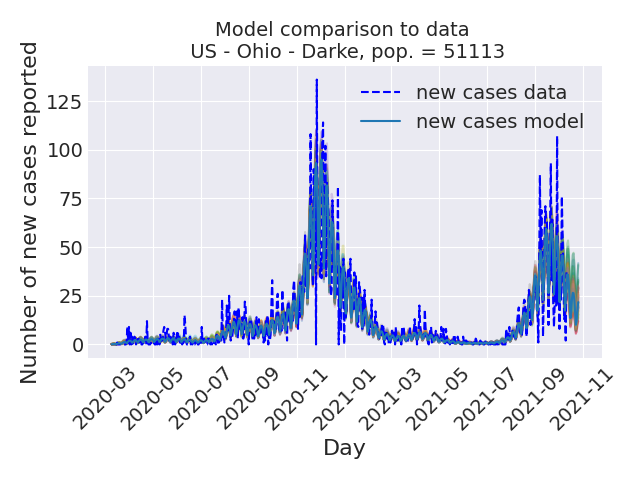 Model comparison to data
US - Ohio - Darke, pop. = 51113
Number of new cases reported
125
100
75
50
25
0
new cases data
new cases model
2020-03
2020-05
2020-07
2020-09
2020-11
2021-01
2021-03
2021-05
2021-07
2021-09
2021-11
Day